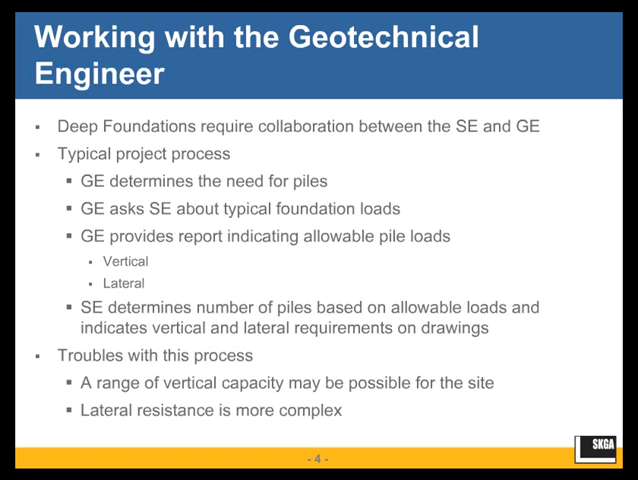 Working with the Geotechnical
Engineer
▪ Deep Foundations require collaboration between the SE and GE
▪ Typical project process
▪ GE determines the need for piles
▪ GE asks SE about typical foundation loads
▪ GE provides report indicating allowable pile loads
▪ Vertical
▪ Lateral
▪ SE determines number of piles based on allowable loads and
indicates vertical and lateral requirements on drawings
▪ Troubles with this process
▪ A range of vertical capacity may be possible for the site
▪ Lateral resistance is more complex
- 4 -
SKGA